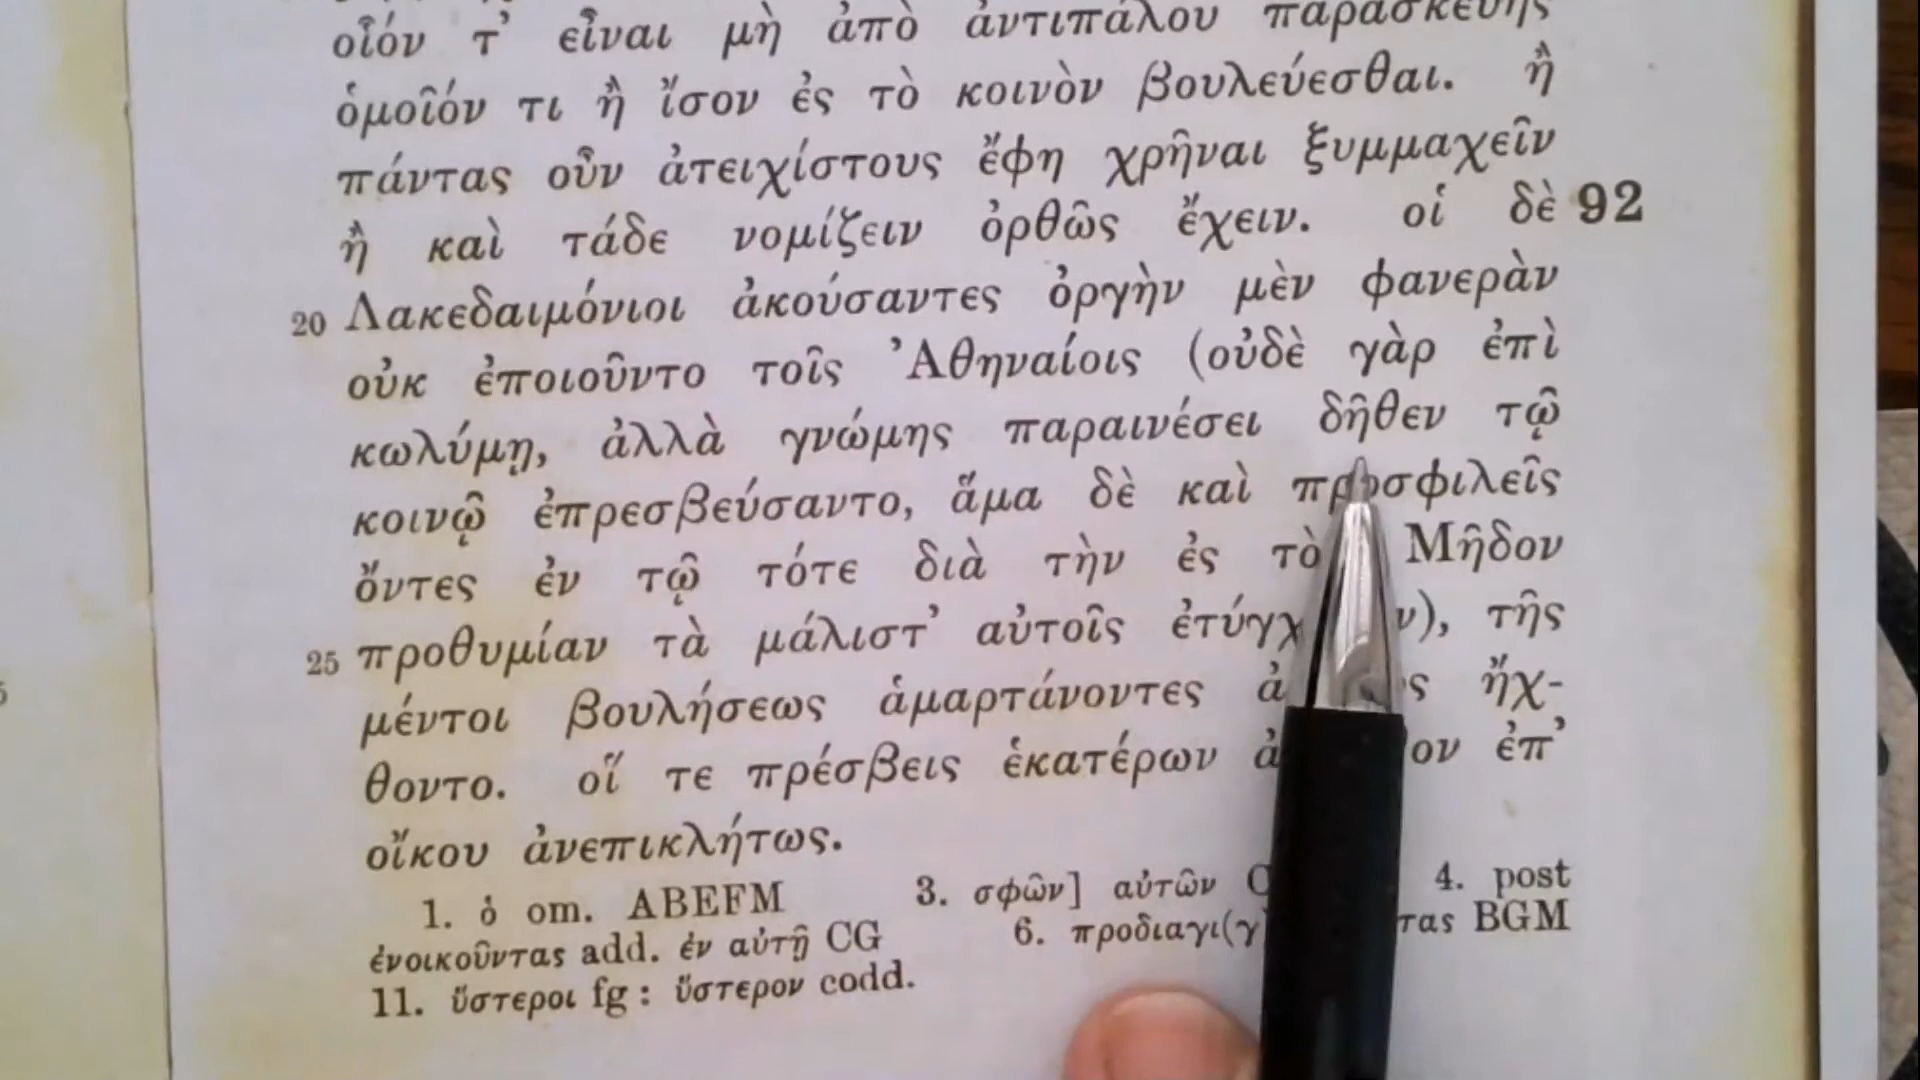 οἷόν τ’ εἶναι μὴ ἀπὸ ἀντιπάλου παρασκευῆς
ὁμοῖόν τι ἢ ἴσον ἐς τὸ κοινὸν βουλεύεσθαι. ἢ
πάντας οὖν ἀτειχίστους ἔφη χρῆναι ξυμμαχεῖν
ἢ καὶ τάδε νομίζειν ὀρθῶς ἔχειν. οἱ δὲ 92
20 Λακεδαιμόνιοι ἀκούσαντες ὀργὴν μὲν φανερὰν
οὐκ ἐποιοῦντο τοῖς Ἀθηναίοις (οὐδὲ γὰρ ἐπὶ
κωλύμῃ, ἀλλὰ γνώμης παραινέσει δῆθεν τῷ
κοινῷ ἐπρεσβεύσαντο, ἅμα δὲ καὶ προσφιλεῖς
ὄντες ἐν τῷ τότε διὰ τὴν ἐς τὸ Μῆδον
25 προθυμίαν τὰ μάλιστ’ αὐτοῖς τῆς
μέντοι βουλήσεως ἁμαρτάνοντες ἤχ-
θοντο. οἵ τε πρέσβεις ἑκατέρων ἐπ’
οἴκου ἀνεπικλήτως.
1. ὁ om. ABEFM 3. σφῶν] αὐτῶν 4. post
ἐνοικοῦντας add. ἐν αὐτῇ CG 6. BGM
11. ὕστεροι fg : ὕστερον codd.